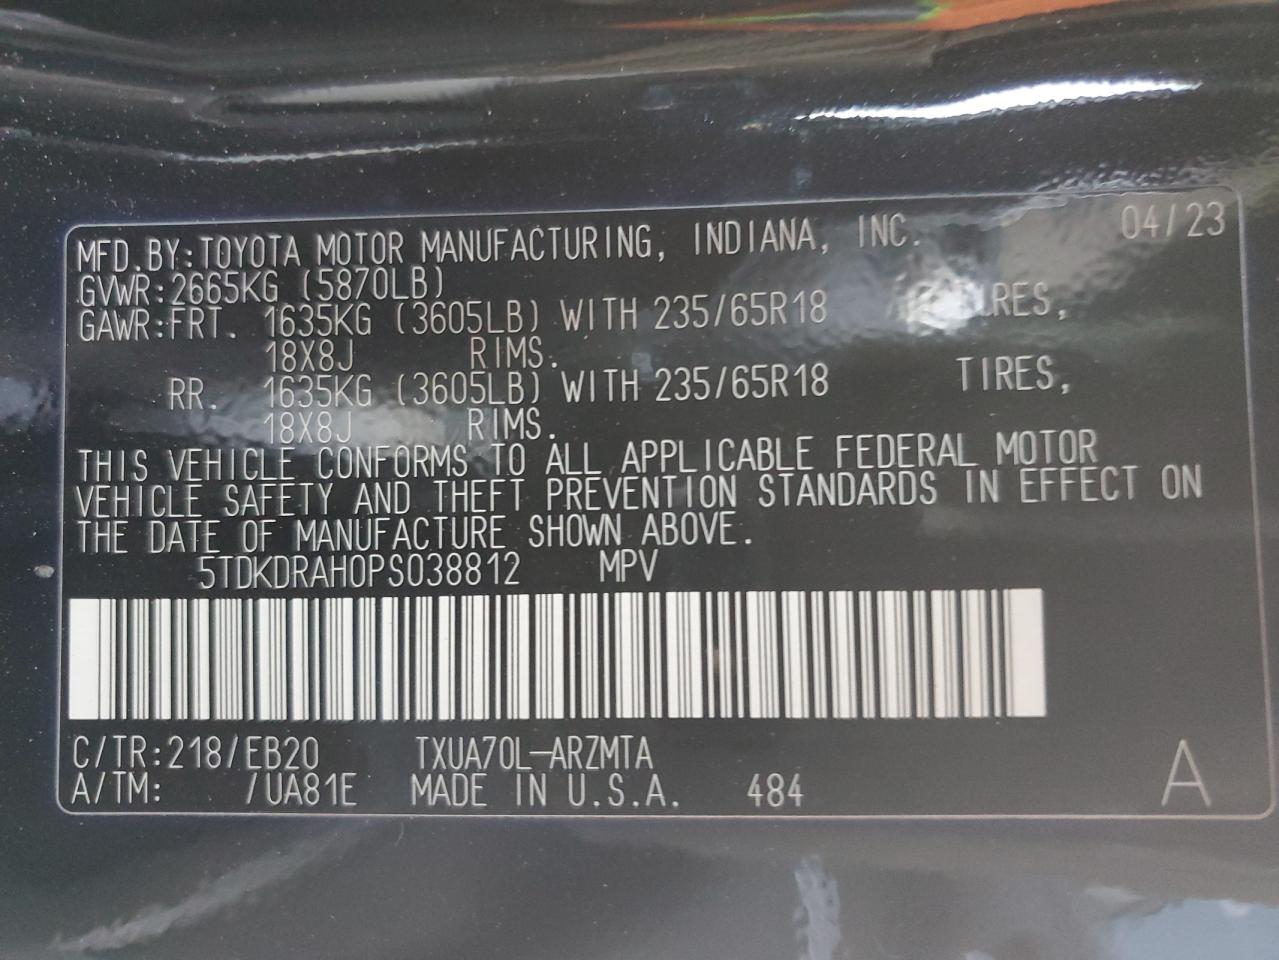 MFD.BY:TOYOTA MOTOR MANUFACTURING, INDIANA, INC. 04/23
GVWR:2665KG (5870LB)
GAWR:FRT. 1635KG (3605LB) WITH 235/65R18 TIRES,
18X8J RIMS.
RR. 1635KG (3605LB) WITH 235/65R18 TIRES,
18X8J RIMS.
THIS VEHICLE CONFORMS TO ALL APPLICABLE FEDERAL MOTOR
VEHICLE SAFETY AND THEFT PREVENTION STANDARDS IN EFFECT ON
THE DATE OF MANUFACTURE SHOWN ABOVE.
5TDKDRAH0PS038812 MPV
C/TR:218/EB20 TXUA70L-ARZMTA
A/TM: /UA81E MADE IN U.S.A. 484 A